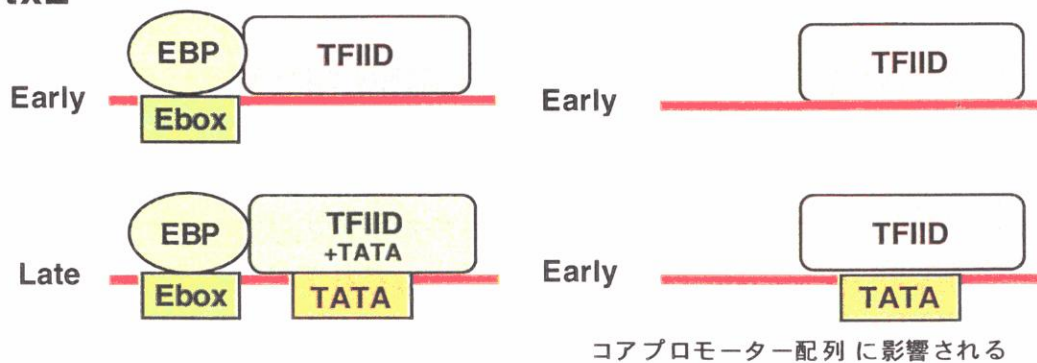 EBP TFIID TFIID
Early Early
Ebox
EBP TFIID TFIID
+TATA
Late Early
Ebox TATA TATA
コアプロモーター配列 に影響される